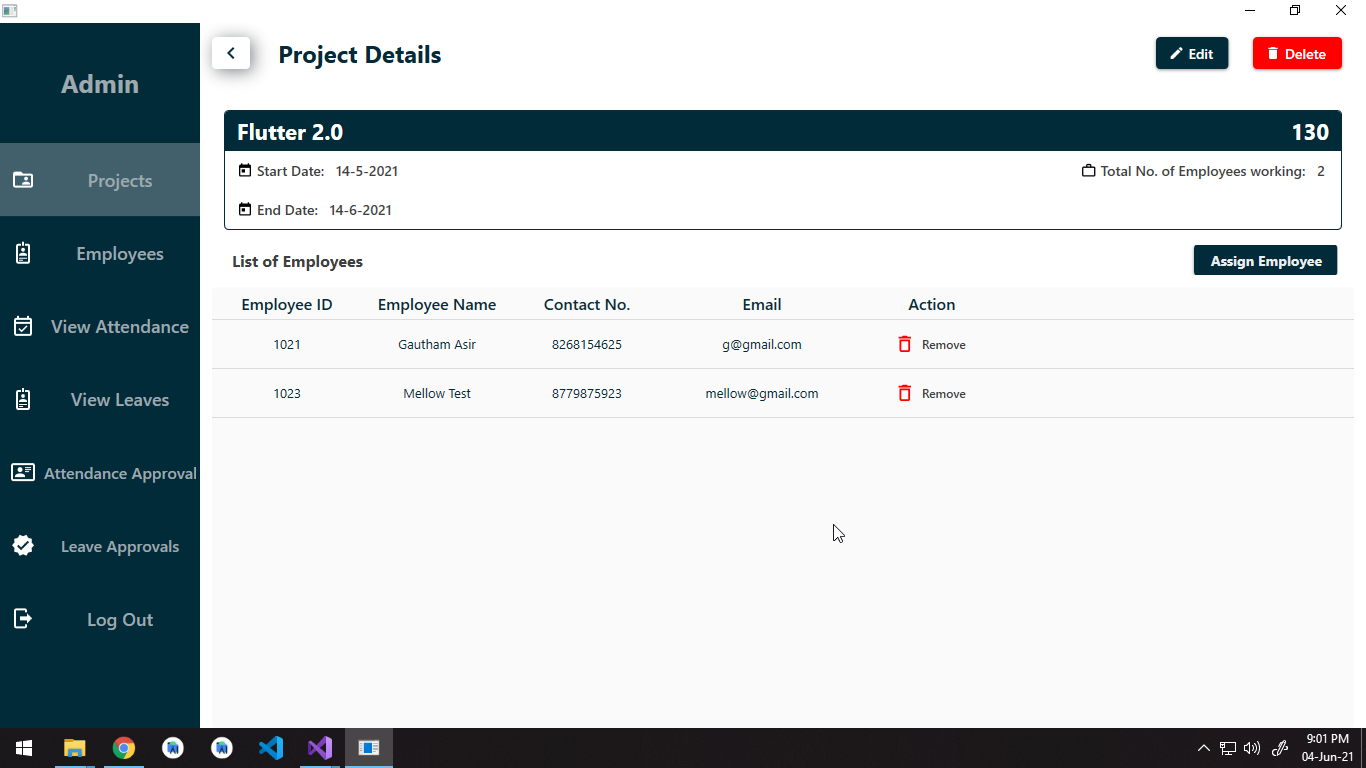 Admin
Projects
Employees
View Attendance
View Leaves
Attendance Approval
Leave Approvals
Log Out
Project Details
Edit
Delete
Flutter 2.0 130
Start Date: 14-5-2021 Total No. of Employees working: 2
End Date: 14-6-2021
List of Employees Assign Employee
Employee ID Employee Name Contact No. Email Action
1021 Gautham Asir 8268154625 g@gmail.com Remove
1023 Mellow Test 8779875923 mellow@gmail.com Remove
9:01 PM
04-Jun-21